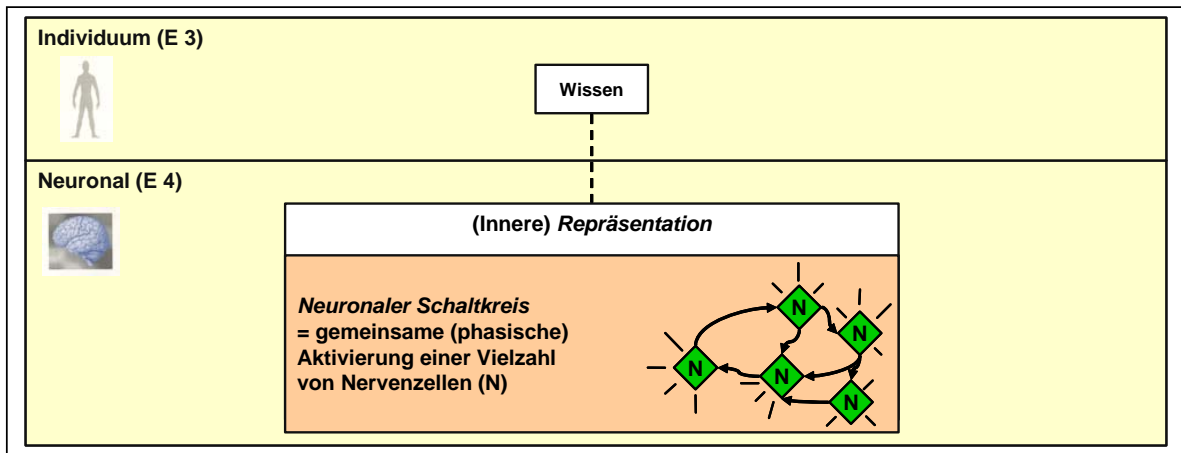 Individuum (E 3)
Wissen
Neuronal (E 4)
(Innere) Repräsentation
Neuronaler Schaltkreis
= gemeinsame (phasische)
Aktivierung einer Vielzahl
von Nervenzellen (N)
N
N
N
N
N